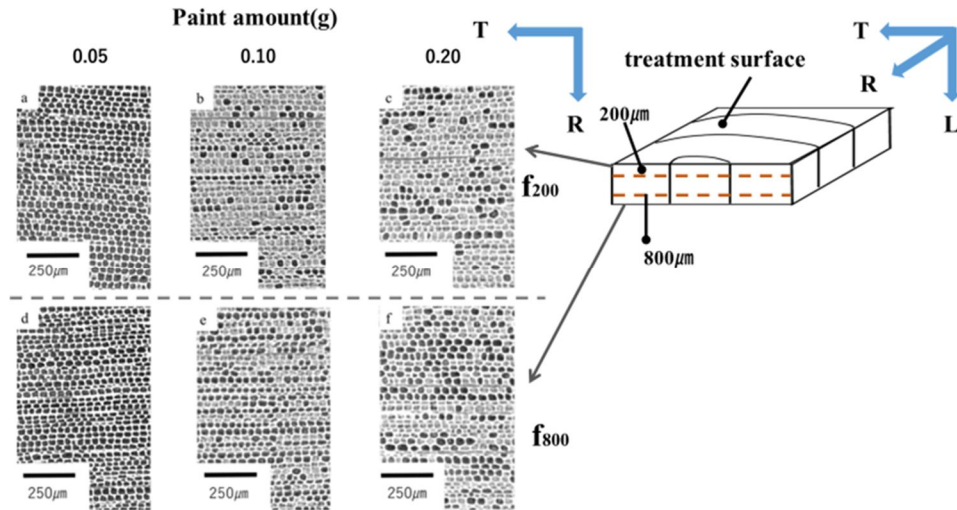 Paint amount(g)
0.05 0.10 0.20
T
R
T
R
L
treatment surface
200μm
800μm
a b c
f200
250μm 250μm 250μm
d e f
f800
250μm 250μm 250μm